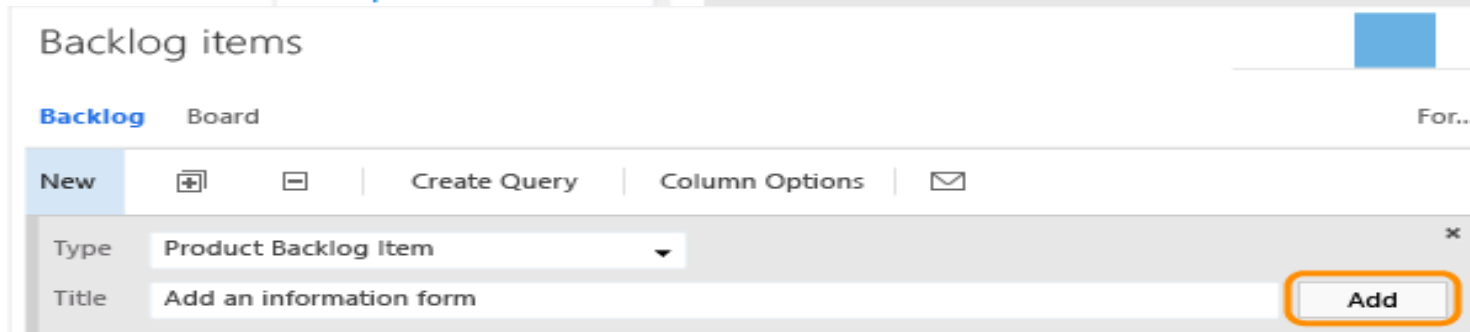 Backlog items
Backlog Board For...
New Create Query Column Options
Type Product Backlog Item
Title Add an information form Add